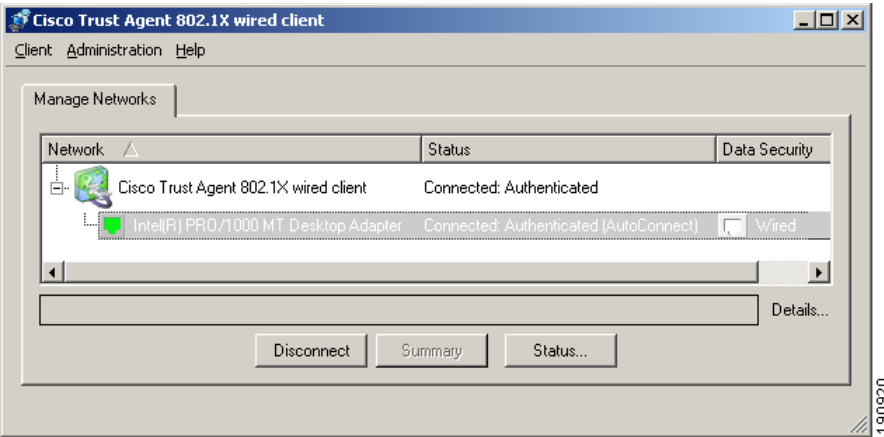 Cisco Trust Agent 802.1X wired client
Client Administration Help
Manage Networks
Network Status Data Security
Cisco Trust Agent 802.1X wired client Connected: Authenticated
Intel(R) PRO/1000 MT Desktop Adapter Connected: Authenticated (AutoConnect) Wired
Details...
Disconnect Summary Status...
190920